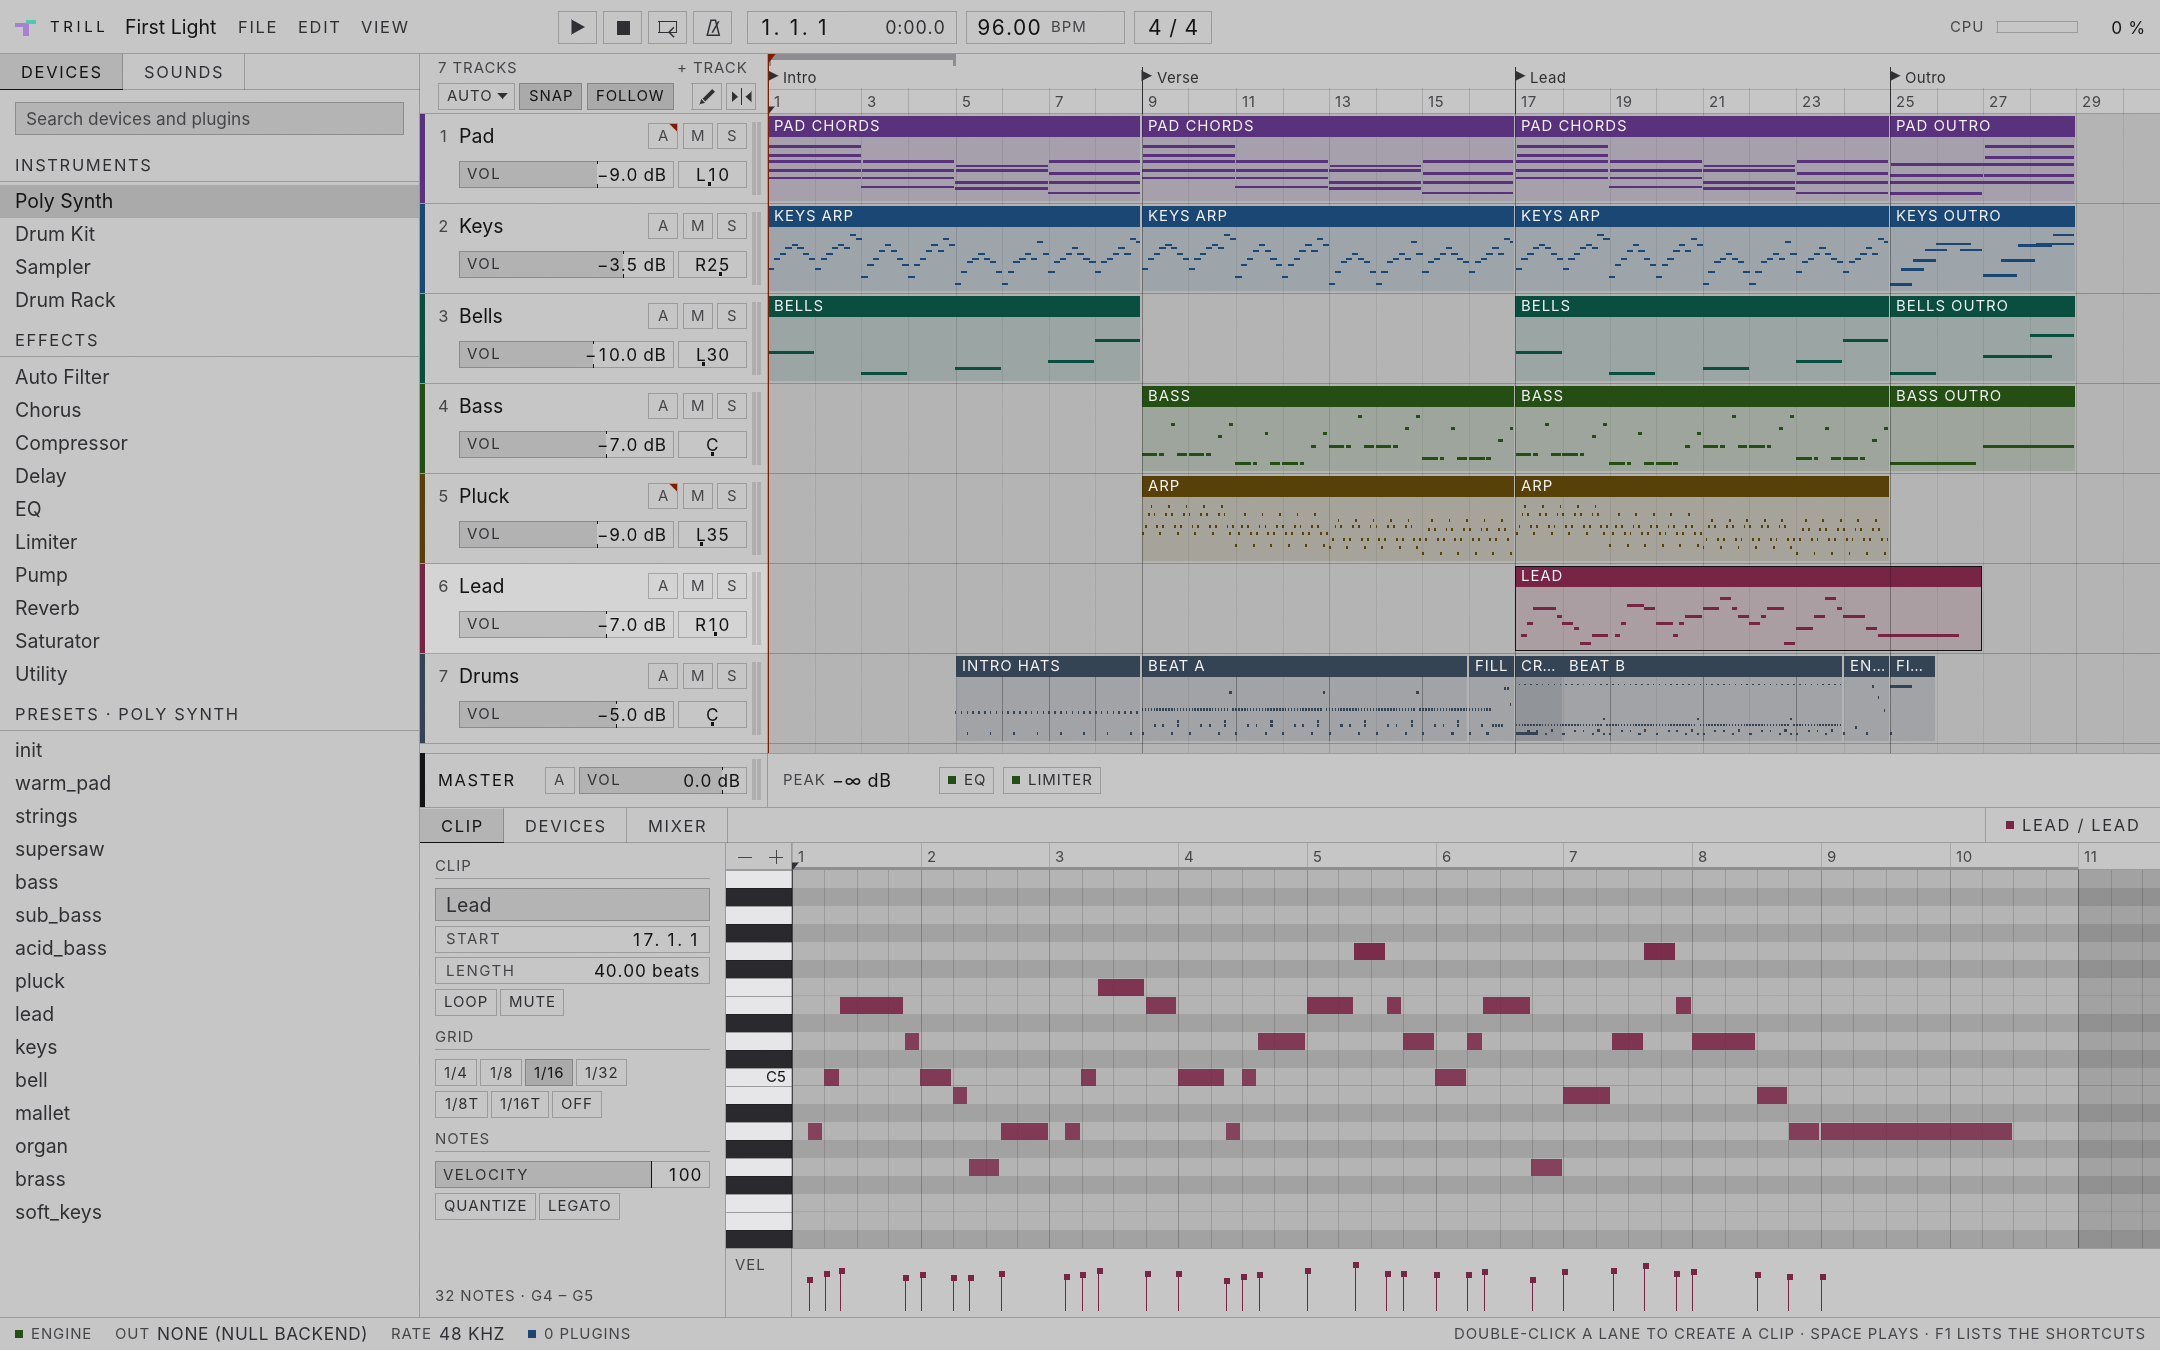 TRILL First Light FILE EDIT VIEW 1. 1. 1 0:00.0 96.00 BPM 4 / 4 CPU 0 %
DEVICES SOUNDS
Search devices and plugins
INSTRUMENTS
Poly Synth
Drum Kit
Sampler
Drum Rack
EFFECTS
Auto Filter
Chorus
Compressor
Delay
EQ
Limiter
Pump
Reverb
Saturator
Utility
PRESETS · POLY SYNTH
init
warm_pad
strings
supersaw
bass
sub_bass
acid_bass
pluck
lead
keys
bell
mallet
organ
brass
soft_keys
7 TRACKS + TRACK
AUTO SNAP FOLLOW
Intro Verse Lead Outro
1 3 5 7 9 11 13 15 17 19 21 23 25 27 29
1 Pad A M S
VOL −9.0 dB L10
PAD CHORDS PAD CHORDS PAD CHORDS PAD OUTRO
2 Keys A M S
VOL −3.5 dB R25
KEYS ARP KEYS ARP KEYS ARP KEYS OUTRO
3 Bells A M S
VOL −10.0 dB L30
BELLS BELLS BELLS OUTRO
4 Bass A M S
VOL −7.0 dB C
BASS BASS BASS OUTRO
5 Pluck A M S
VOL −9.0 dB L35
ARP ARP
6 Lead A M S
VOL −7.0 dB R10
LEAD
7 Drums A M S
VOL −5.0 dB C
INTRO HATS BEAT A FILL CR... BEAT B EN... FI...
MASTER A VOL 0.0 dB PEAK −∞ dB EQ LIMITER
CLIP DEVICES MIXER LEAD / LEAD
CLIP
Lead
START 17. 1. 1
LENGTH 40.00 beats
LOOP MUTE
GRID
1/4 1/8 1/16 1/32
1/8T 1/16T OFF
NOTES
VELOCITY 100
QUANTIZE LEGATO
32 NOTES · G4 – G5
1 2 3 4 5 6 7 8 9 10 11
C5
VEL
ENGINE OUT NONE (NULL BACKEND) RATE 48 KHZ 0 PLUGINS
DOUBLE-CLICK A LANE TO CREATE A CLIP · SPACE PLAYS · F1 LISTS THE SHORTCUTS